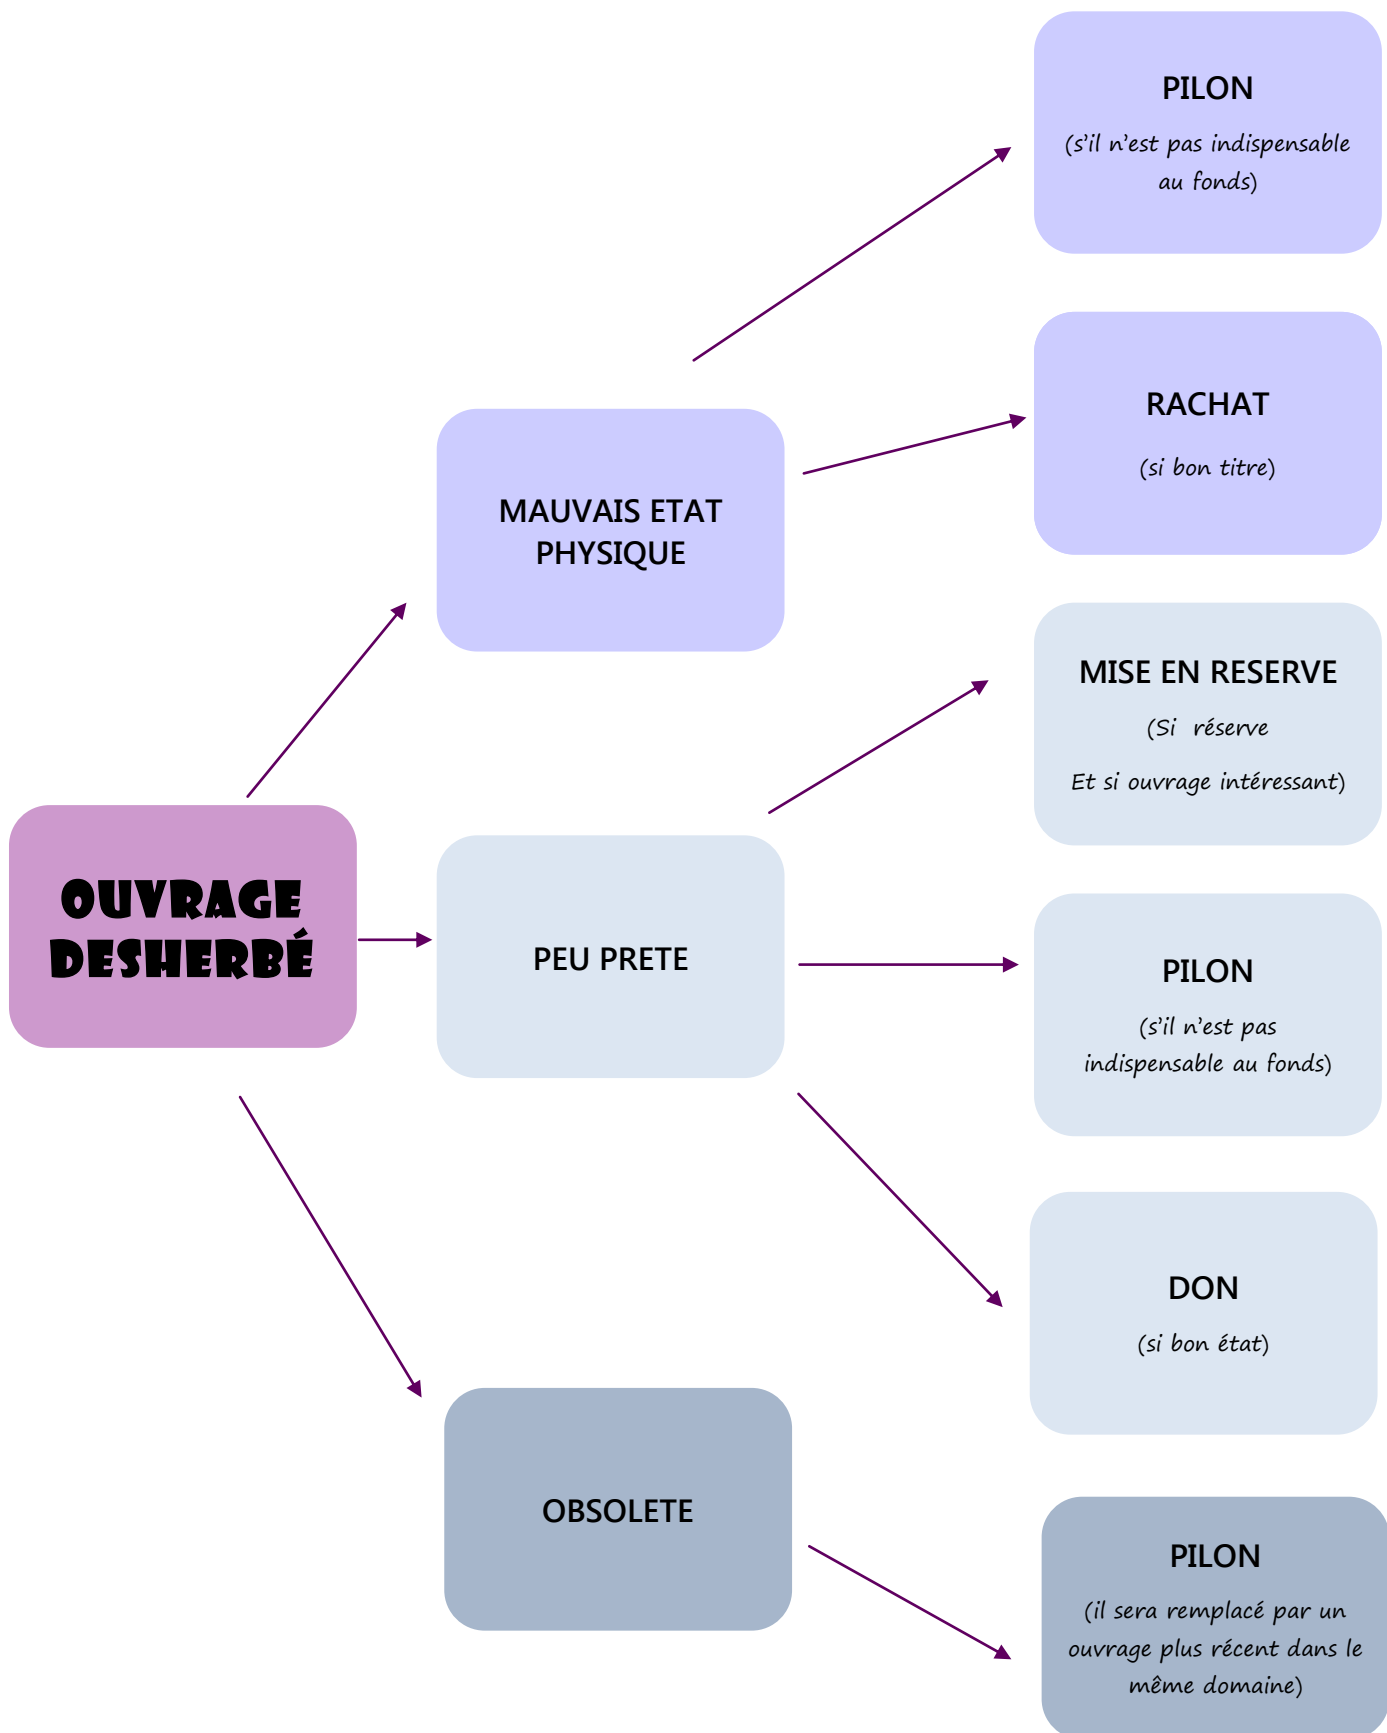 PILON
(s'il n'est pas indispensable
au fonds)
RACHAT
(si bon titre)
MAUVAIS ETAT
PHYSIQUE
MISE EN RESERVE
(Si réserve
Et si ouvrage intéressant)
OUVRAGE
DESHERBÉ
PEU PRETE
PILON
(s'il n'est pas
indispensable au fonds)
DON
(si bon état)
OBSOLETE
PILON
(il sera remplacé par un
ouvrage plus récent dans le
même domaine)